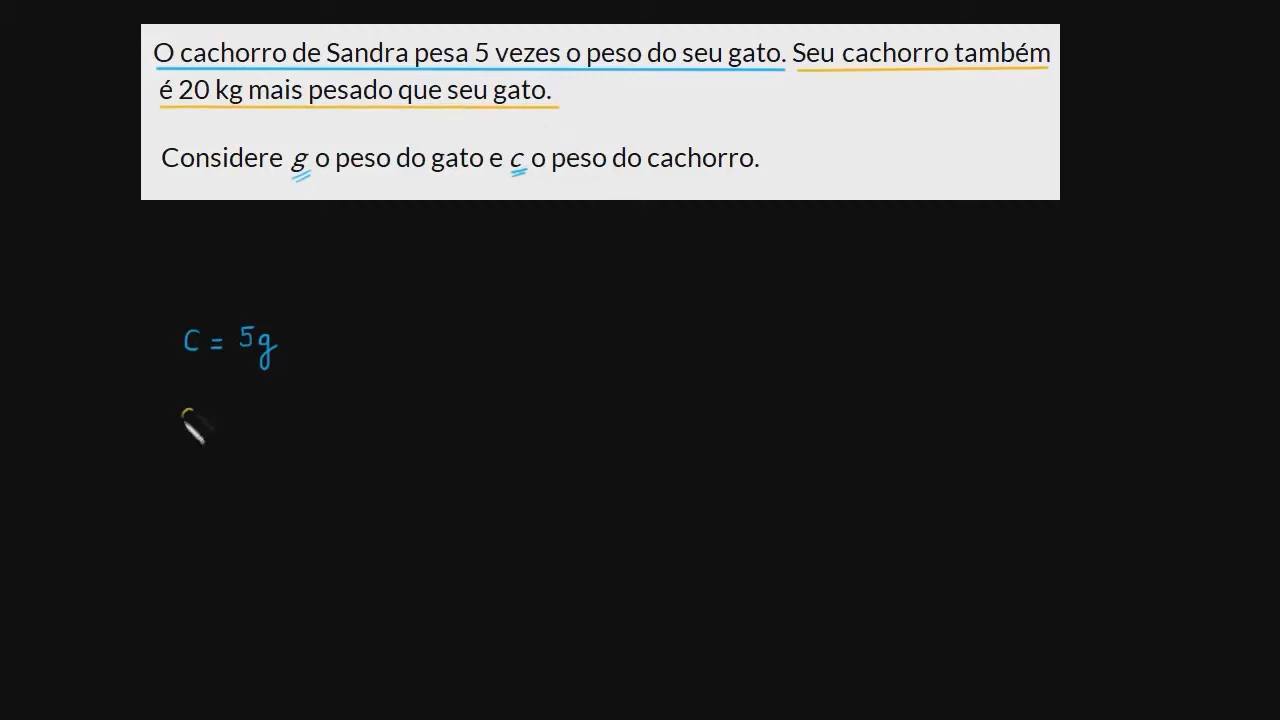 O cachorro de Sandra pesa 5 vezes o peso do seu gato. Seu cachorro também
é 20 kg mais pesado que seu gato.
Considere g o peso do gato e c o peso do cachorro.
C = 5g